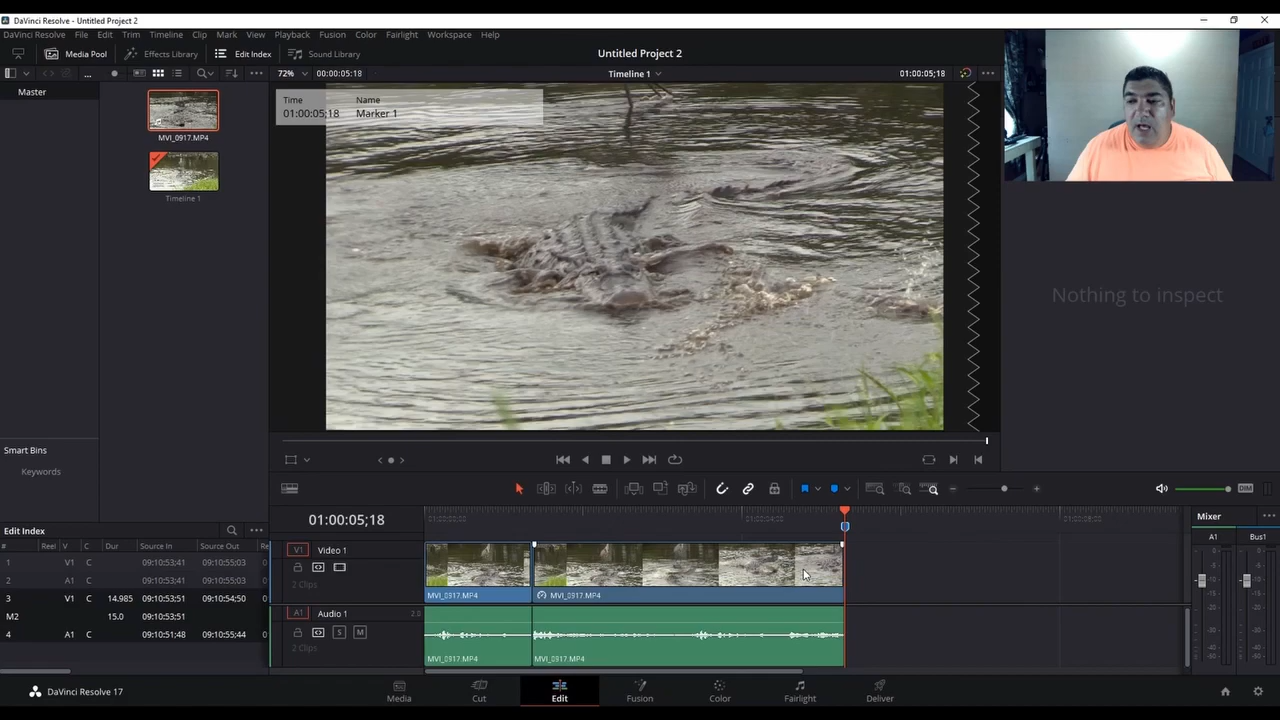 DaVinci Resolve - Untitled Project 2
DaVinci Resolve File Edit Trim Timeline Clip Mark View Playback Fusion Color Fairlight Workspace Help
Media Pool Effects Library Edit Index Sound Library Untitled Project 2
72% 00:00:05:18 Timeline 1 01:00:05;18
Master
Time Name
01:00:05;18 Marker 1
MVI_0917.MP4
Timeline 1
Nothing to inspect
Smart Bins
Keywords
DIM
Edit Index
01:00:05;18
Mixer
# Reel V C Dur Source In Source Out Re
A1 Bus1
1 V1 C 09:10:53;41 09:10:55;03 0
2 A1 C 09:10:53;41 09:10:55;03 0
3 V1 C 14.985 09:10:53;51 09:10:54;50 0
M2 15.0 09:10:53;51
4 A1 C 09:10:51;48 09:10:55;44 0
V1 Video 1
2 Clips
MVI_0917.MP4 MVI_0917.MP4
A1 Audio 1 2.0
S M
2 Clips
MVI_0917.MP4 MVI_0917.MP4
DaVinci Resolve 17
Media Cut Edit Fusion Color Fairlight Deliver